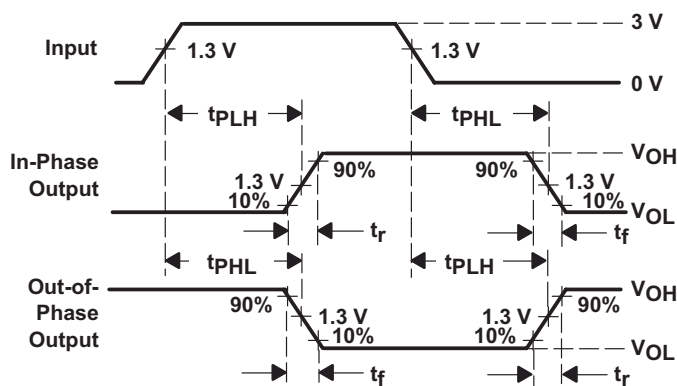 3 V
Input
1.3 V
1.3 V
0 V
tPLH
tPHL
In-Phase
Output
VOH
90%
90%
1.3 V
1.3 V
10%
10%
VOL
tr
tf
tPHL
tPLH
Out-of-
Phase
Output
VOH
90%
90%
1.3 V
1.3 V
10%
10%
VOL
tf
tr